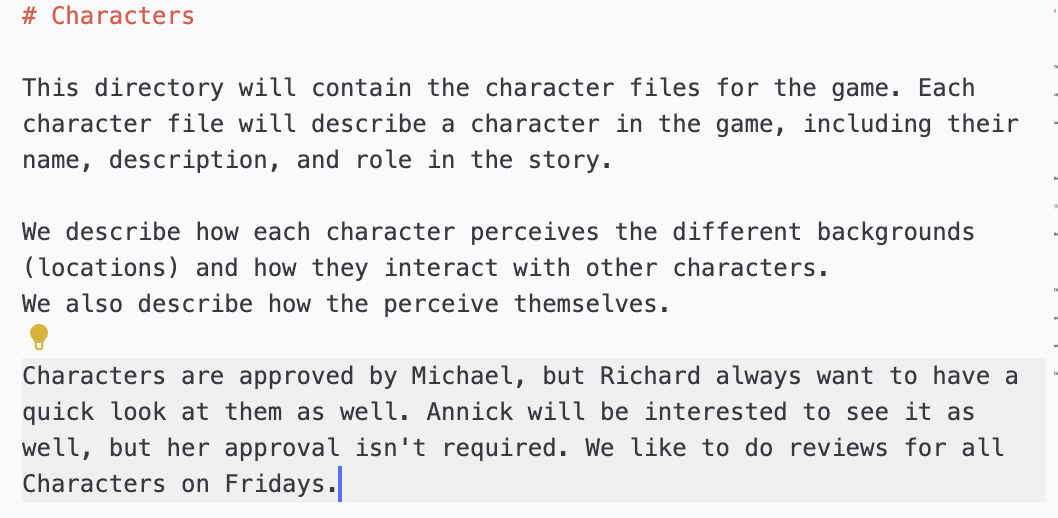 # Characters
This directory will contain the character files for the game. Each
character file will describe a character in the game, including their
name, description, and role in the story.
We describe how each character perceives the different backgrounds
(locations) and how they interact with other characters.
We also describe how the perceive themselves.
Characters are approved by Michael, but Richard always want to have a
quick look at them as well. Annick will be interested to see it as
well, but her approval isn't required. We like to do reviews for all
Characters on Fridays.